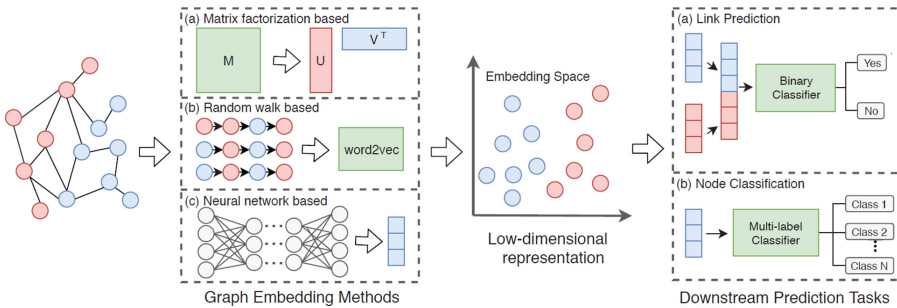 (a) Matrix factorization based
M
U
V^T
(b) Random walk based
word2vec
(c) Neural network based
Graph Embedding Methods
Embedding Space
Low-dimensional
representation
(a) Link Prediction
Binary
Classifier
Yes
No
(b) Node Classification
Multi-label
Classifier
Class 1
Class 2
Class N
Downstream Prediction Tasks